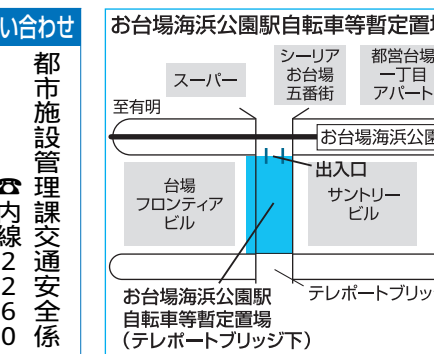 い合わせ
都市施設管理課交通安全係
☎内線2260
お台場海浜公園駅自転車等暫定置場
スーパー
シーリア
お台場
五番街
都営台場
一丁目
アパート
至有明
お台場海浜公園
出入口
台場
フロンティア
ビル
サントリー
ビル
お台場海浜公園駅
自転車等暫定置場
(テレポートブリッジ下)
テレポートブリッ